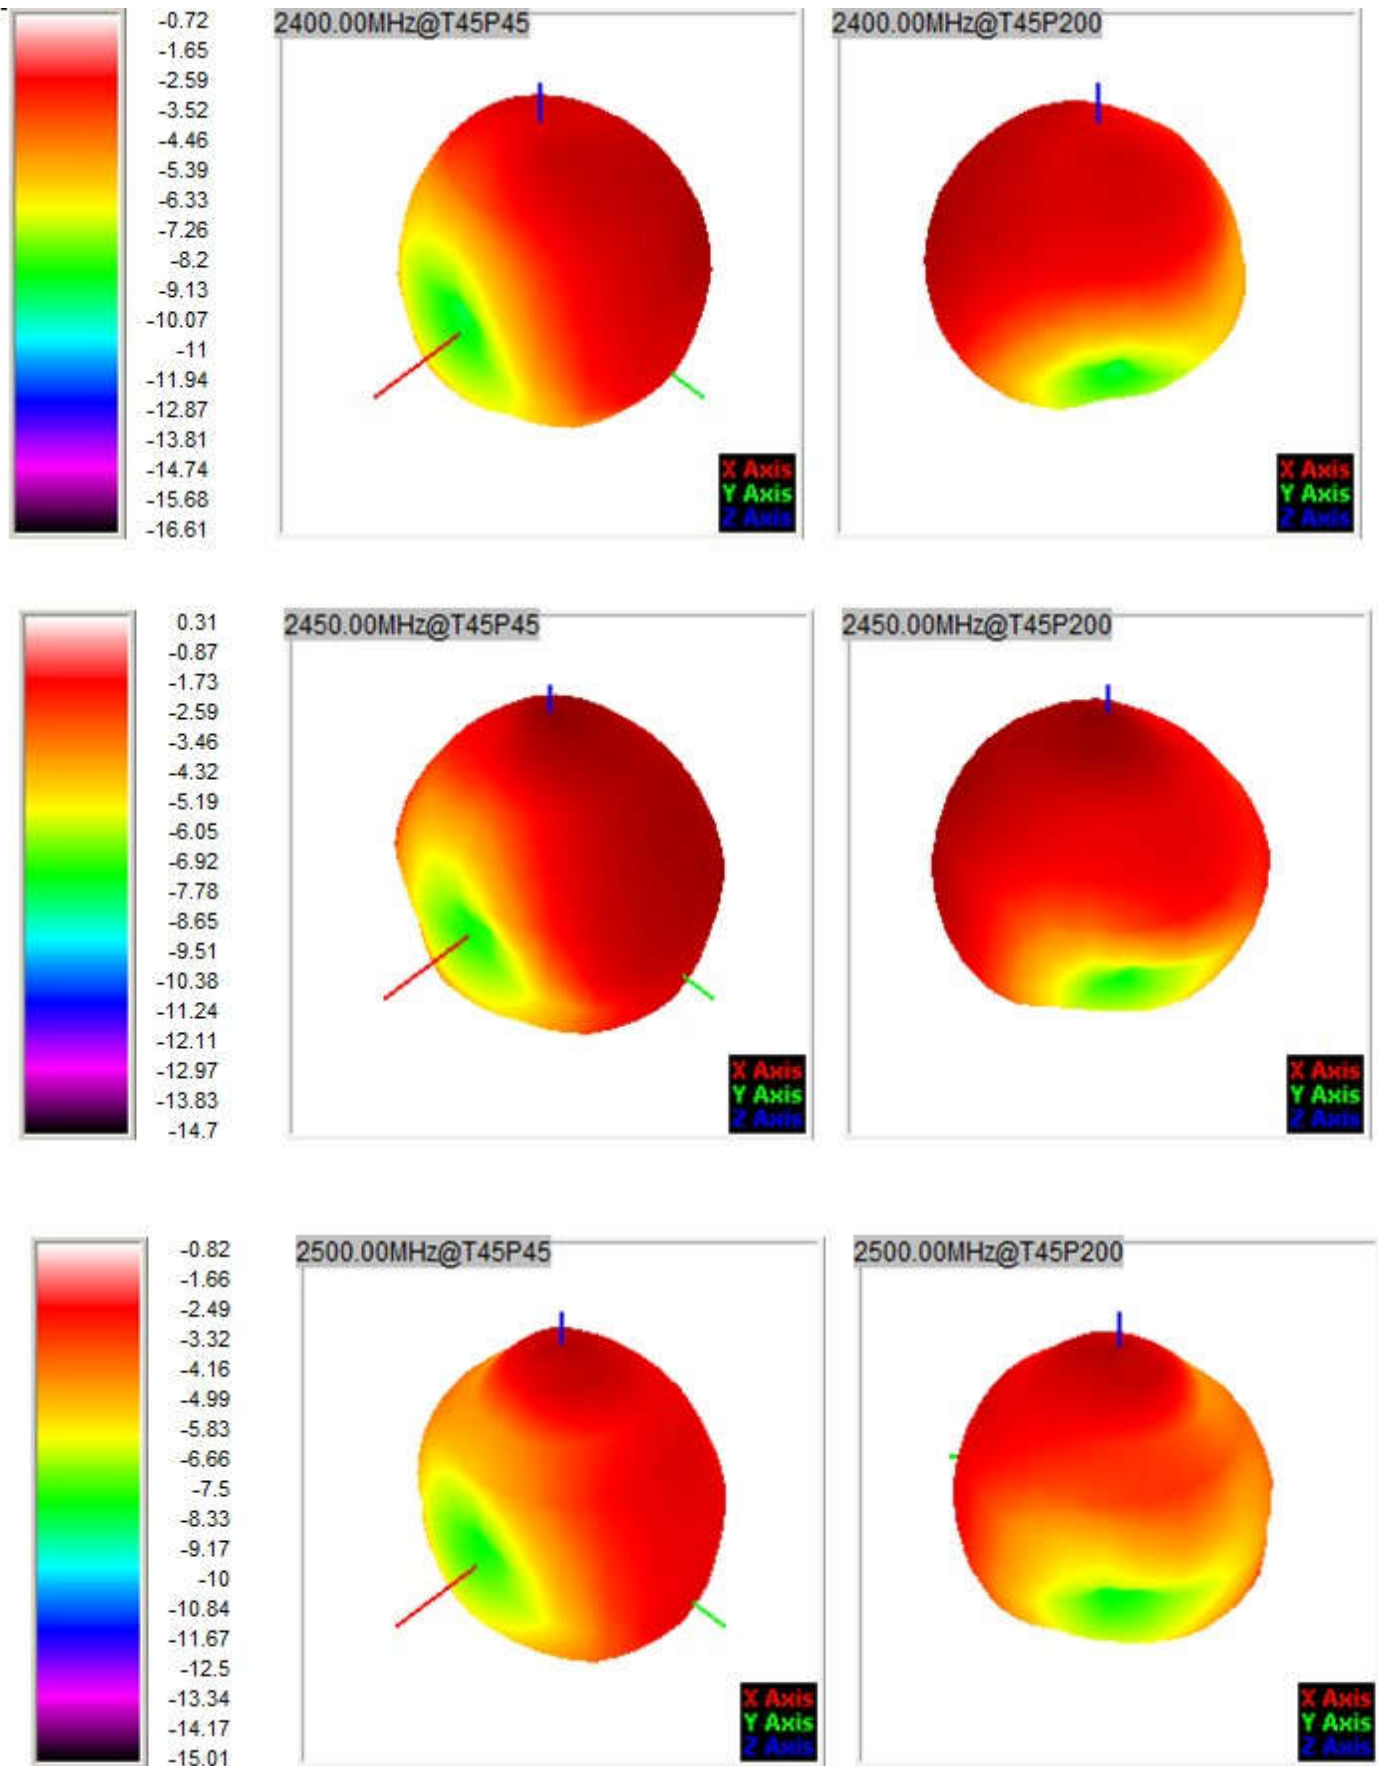 2400.00MHz@T45P45
2400.00MHz@T45P200
-0.72
-1.65
-2.59
-3.52
-4.46
-5.39
-6.33
-7.26
-8.2
-9.13
-10.07
-11
-11.94
-12.87
-13.81
-14.74
-15.68
-16.61
X Axis
Y Axis
Z Axis
X Axis
Y Axis
Z Axis
2450.00MHz@T45P45
2450.00MHz@T45P200
0.31
-0.87
-1.73
-2.59
-3.46
-4.32
-5.19
-6.05
-6.92
-7.78
-8.65
-9.51
-10.38
-11.24
-12.11
-12.97
-13.83
-14.7
X Axis
Y Axis
Z Axis
X Axis
Y Axis
Z Axis
2500.00MHz@T45P45
2500.00MHz@T45P200
-0.82
-1.66
-2.49
-3.32
-4.16
-4.99
-5.83
-6.66
-7.5
-8.33
-9.17
-10
-10.84
-11.67
-12.5
-13.34
-14.17
-15.01
X Axis
Y Axis
Z Axis
X Axis
Y Axis
Z Axis